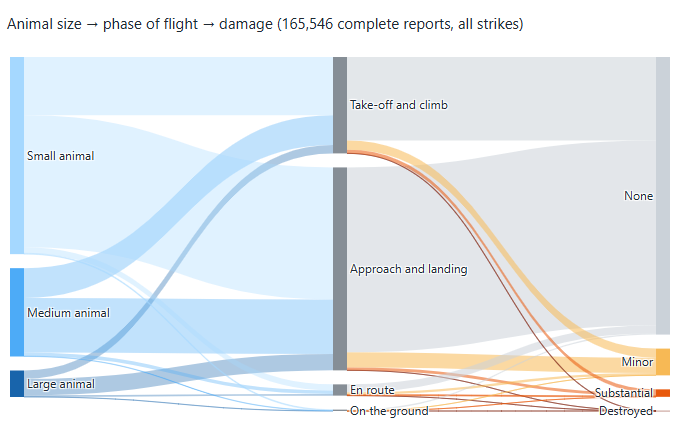 Animal size → phase of flight → damage (165,546 complete reports, all strikes)
Take-off and climb
Small animal
None
Approach and landing
Medium animal
Minor
Large animal
En route
Substantial
On the ground
Destroyed